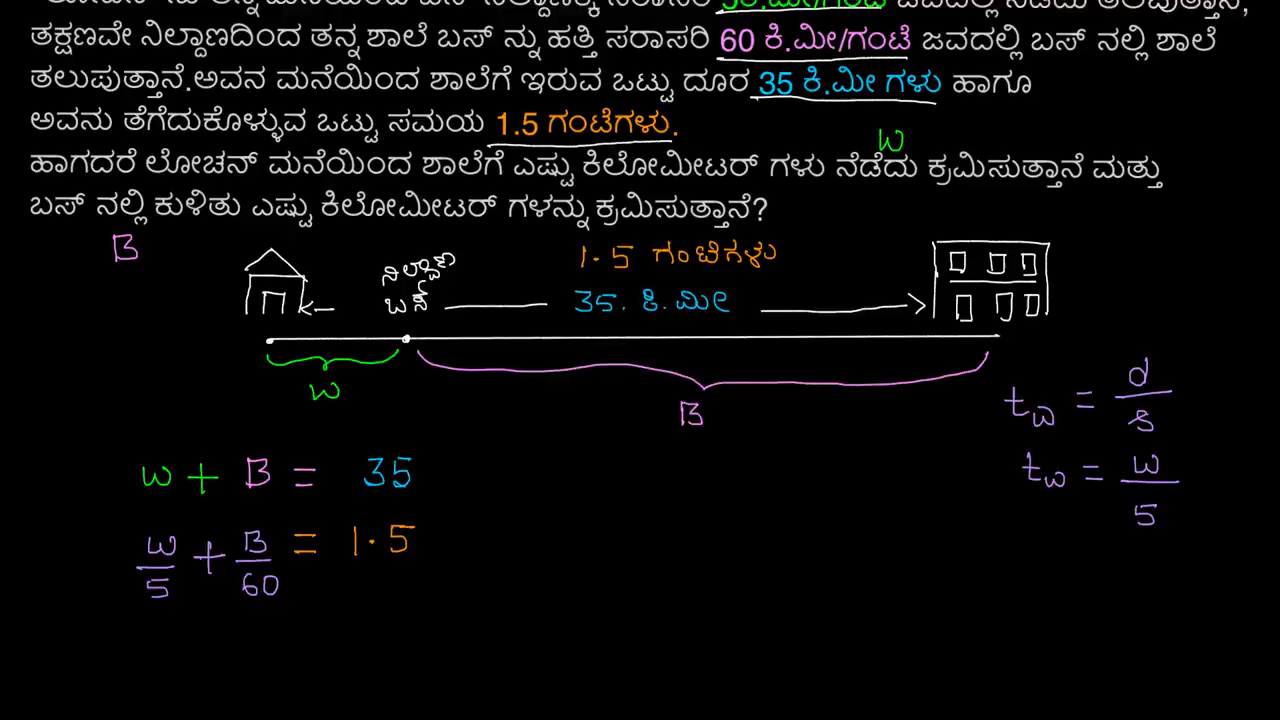 ತಕ್ಷಣವೇ ನಿಲ್ದಾಣದಿಂದ ತನ್ನ ಶಾಲೆ ಬಸ್ ನ್ನು ಹತ್ತಿ ಸರಾಸರಿ 60 ಕಿ.ಮೀ/ಗಂಟೆ ಜವದಲ್ಲಿ ಬಸ್ ನಲ್ಲಿ ಶಾಲೆ
ತಲುಪುತ್ತಾನೆ.ಅವನ ಮನೆಯಿಂದ ಶಾಲೆಗೆ ಇರುವ ಒಟ್ಟು ದೂರ 35 ಕಿ.ಮೀ ಗಳು ಹಾಗೂ
ಅವನು ತೆಗೆದುಕೊಳ್ಳುವ ಒಟ್ಟು ಸಮಯ 1.5 ಗಂಟೆಗಳು.
W
ಹಾಗದರೆ ಲೋಚನ್ ಮನೆಯಿಂದ ಶಾಲೆಗೆ ಎಷ್ಟು ಕಿಲೋಮೀಟರ್ ಗಳು ನೆಡೆದು ಕ್ರಮಿಸುತ್ತಾನೆ ಮತ್ತು
ಬಸ್ ನಲ್ಲಿ ಕುಳಿತು ಎಷ್ಟು ಕಿಲೋಮೀಟರ್ ಗಳನ್ನು ಕ್ರಮಿಸುತ್ತಾನೆ?
B
1.5 ಗಂಟೆಗಳು
ನಿಲ್ದಾಣ
ಬಸ್ 35. ಕಿ.ಮೀ
W
B
tw = d/s
tw = w/5
W + B = 35
W/5 + B/60 = 1.5